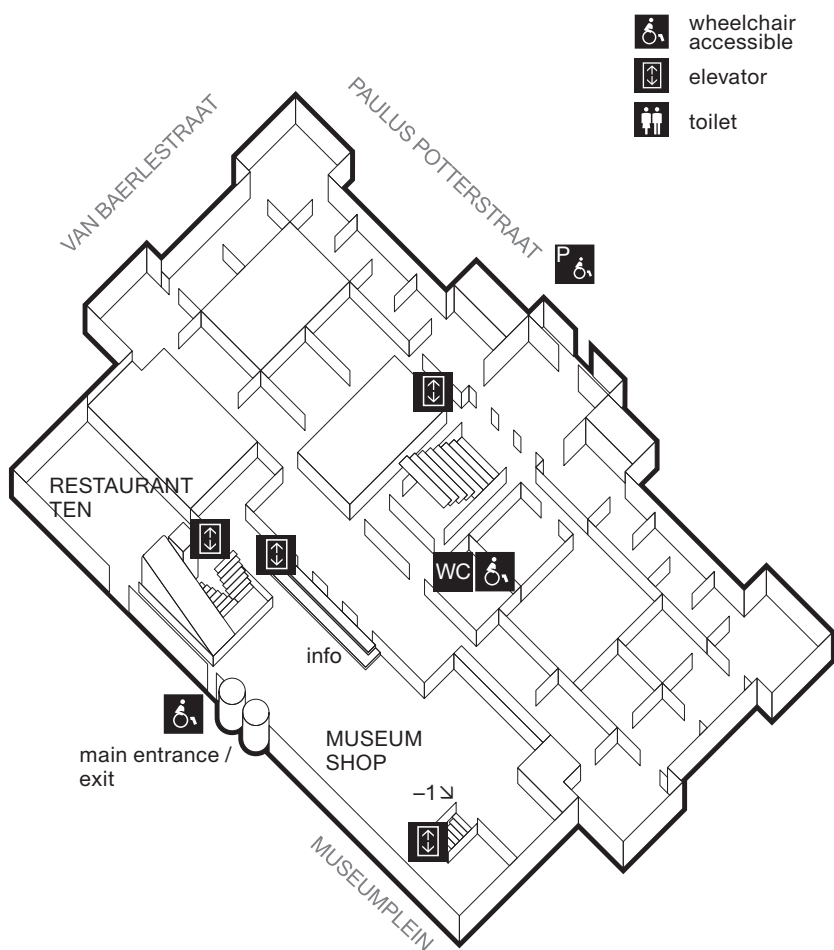 wheelchair
accessible
elevator
toilet
VAN BAERLESTRAAT
PAULUS POTTERSTRAAT
P
RESTAURANT
TEN
WC
info
main entrance /
exit
MUSEUM
SHOP
–1↘
MUSEUMPLEIN